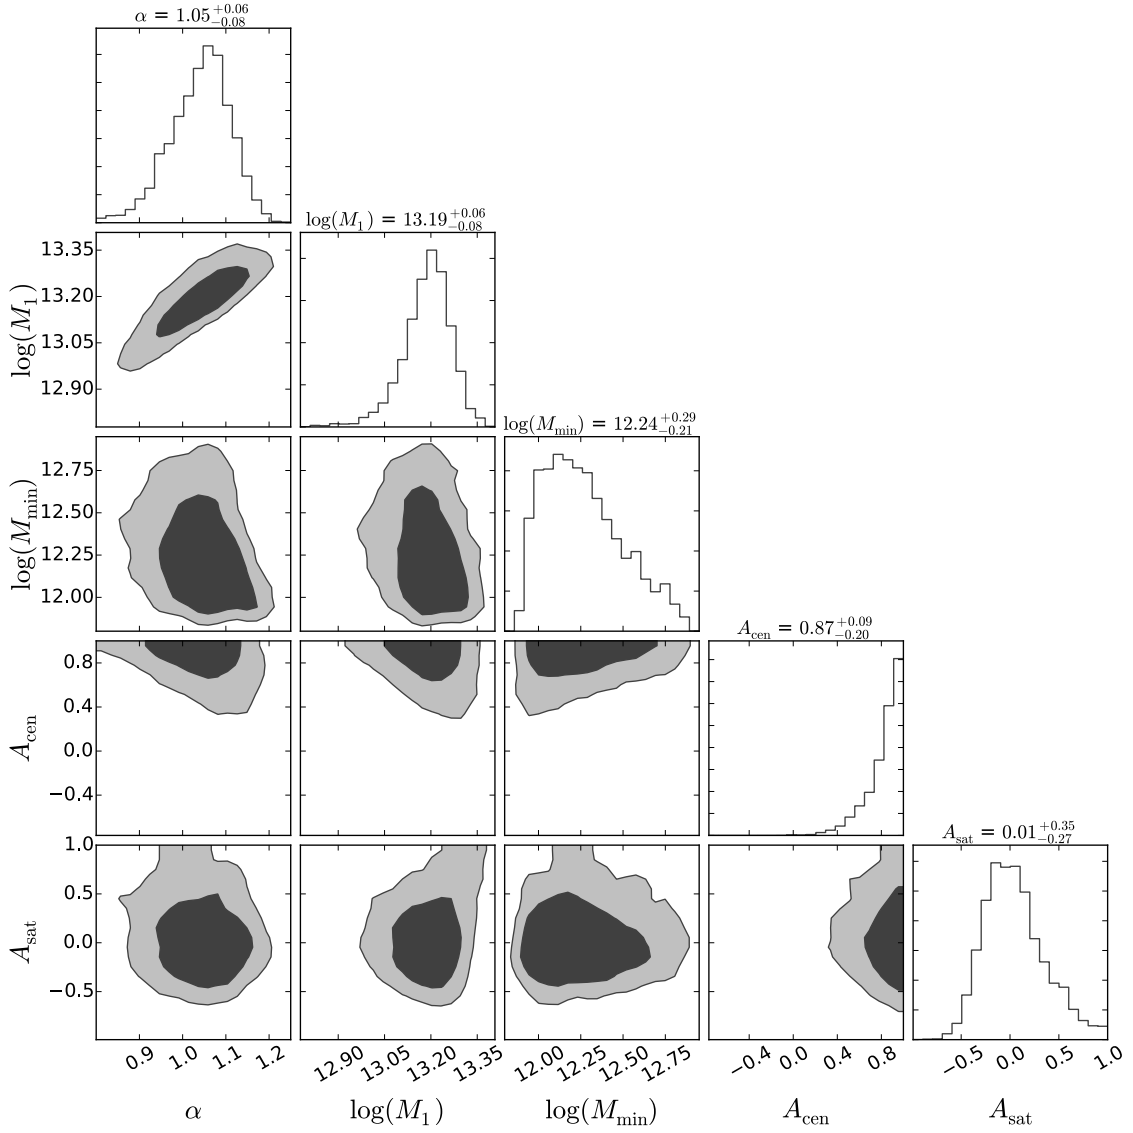 α = 1.05 +0.06 −0.08
log(M₁) = 13.19 +0.06 −0.08
13.35
13.20
13.05
12.90
log(M₁)
log(M_min) = 12.24 +0.29 −0.21
12.75
12.50
12.25
12.00
log(M_min)
A_cen = 0.87 +0.09 −0.20
0.8
0.4
0.0
−0.4
A_cen
A_sat = 0.01 +0.35 −0.27
1.0
0.5
0.0
−0.5
A_sat
0.9 1.0 1.1 1.2 12.90 13.05 13.20 13.35 12.00 12.25 12.50 12.75 −0.4 0.0 0.4 0.8 −0.5 0.0 0.5 1.0
α log(M₁) log(M_min) A_cen A_sat